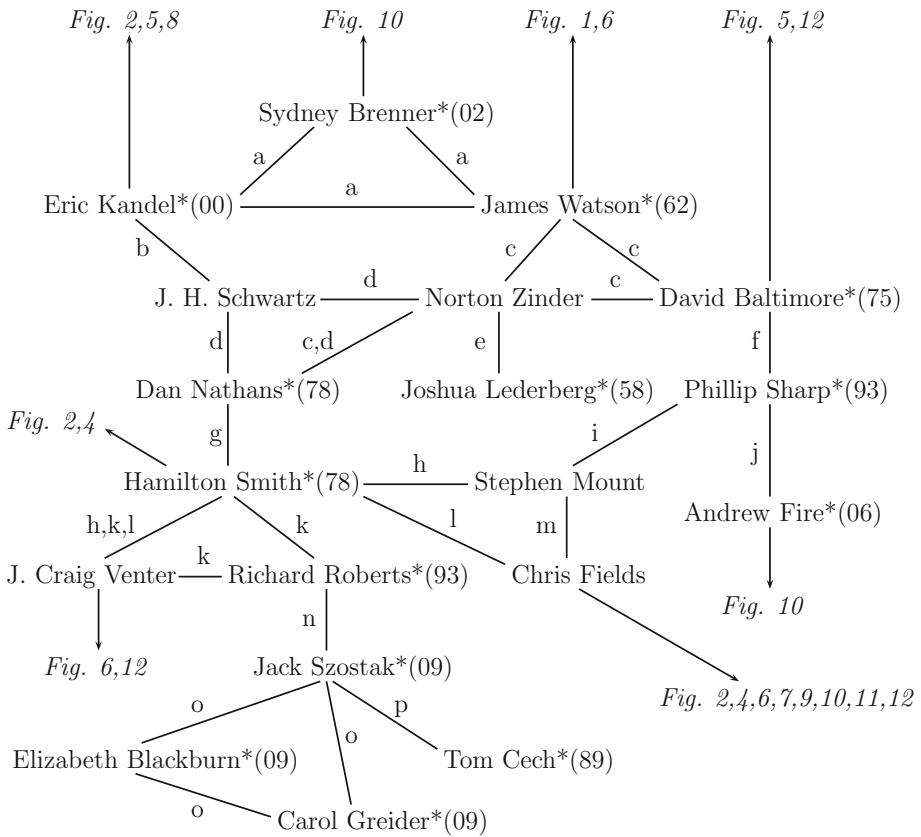 Fig. 2,5,8 Fig. 10 Fig. 1,6 Fig. 5,12
Sydney Brenner*(02)
a a
a
Eric Kandel*(00) James Watson*(62)
b c c
J. H. Schwartz d Norton Zinder c David Baltimore*(75)
d c,d e f
Dan Nathans*(78) Joshua Lederberg*(58) Phillip Sharp*(93)
Fig. 2,4
g i j
h
Hamilton Smith*(78) Stephen Mount
Andrew Fire*(06)
h,k,l k l m
k
J. Craig Venter Richard Roberts*(93) Chris Fields
Fig. 10
n
Fig. 6,12 Jack Szostak*(09)
Fig. 2,4,6,7,9,10,11,12
o o p
Elizabeth Blackburn*(09) Tom Cech*(89)
o
Carol Greider*(09)